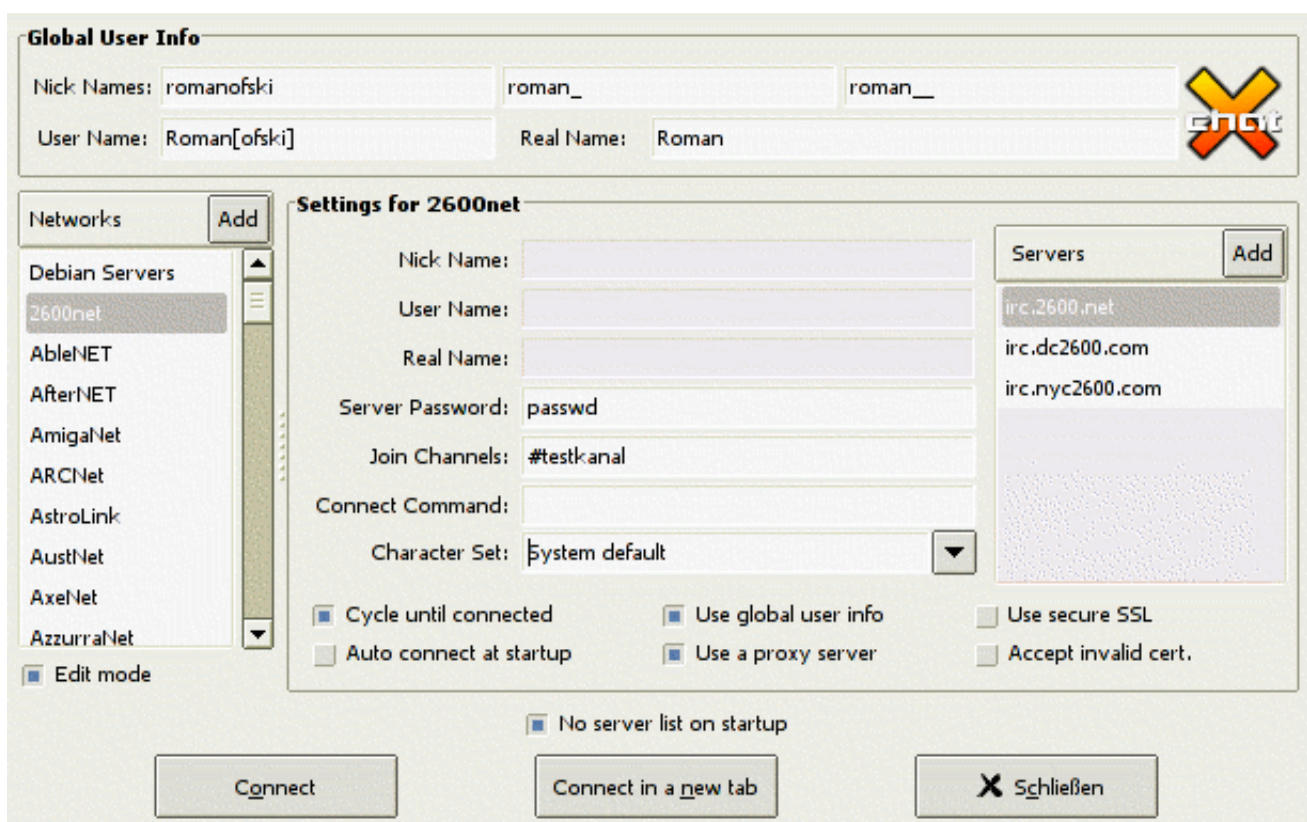 Global User Info
Nick Names: romanofski roman_ roman__
User Name: Roman[ofski] Real Name: Roman
chat
Networks Add
Debian Servers
2600net
AbleNET
AfterNET
AmigaNet
ARCNet
AstroLink
AustNet
AxeNet
AzzurraNet
Edit mode
Settings for 2600net
Nick Name:
User Name:
Real Name:
Server Password: passwd
Join Channels: #testkanal
Connect Command:
Character Set: System default
Servers Add
irc.2600.net
irc.dc2600.com
irc.nyc2600.com
Cycle until connected Use global user info Use secure SSL
Auto connect at startup Use a proxy server Accept invalid cert.
No server list on startup
Connect Connect in a new tab Schließen